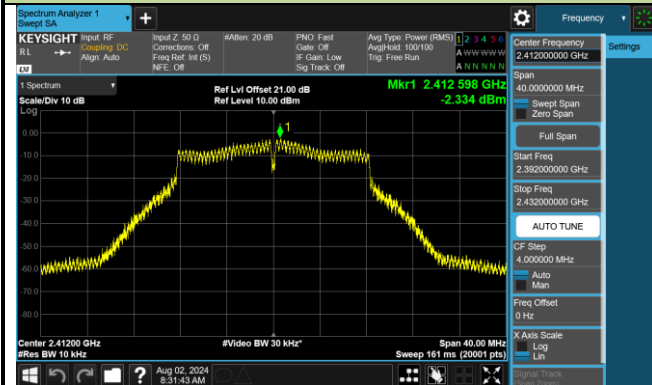 Spectrum Analyzer 1
Swept SA
+
Frequency
KEYSIGHT
RL
LXI
Input: RF
Coupling: DC
Align: Auto
Input Z: 50 Ω
Corrections: Off
Freq Ref: Int (S)
NFE: Off
#Atten: 20 dB
PNO: Fast
Gate: Off
IF Gain: Low
Sig Track: Off
Avg Type: Power (RMS)
Avg|Hold: 100/100
Trig: Free Run
1 2 3 4 5 6
A W W W W W
A N N N N N
1 Spectrum
Scale/Div 10 dB
Log
Ref Lvl Offset 21.00 dB
Ref Level 10.00 dBm
Mkr1 2.412 598 GHz
-2.334 dBm
1
0.00
-10.0
-20.0
-30.0
-40.0
-50.0
-60.0
-70.0
-80.0
Center 2.41200 GHz
#Res BW 10 kHz
#Video BW 30 kHz*
Span 40.00 MHz
Sweep 161 ms (20001 pts)
Aug 02, 2024
8:31:43 AM
?
Center Frequency
2.412000000 GHz
Settings
Span
40.0000000 MHz
Swept Span
Zero Span
Full Span
Start Freq
2.392000000 GHz
Stop Freq
2.432000000 GHz
AUTO TUNE
CF Step
4.000000 MHz
Auto
Man
Freq Offset
0 Hz
X Axis Scale
Log
Lin
Signal Track